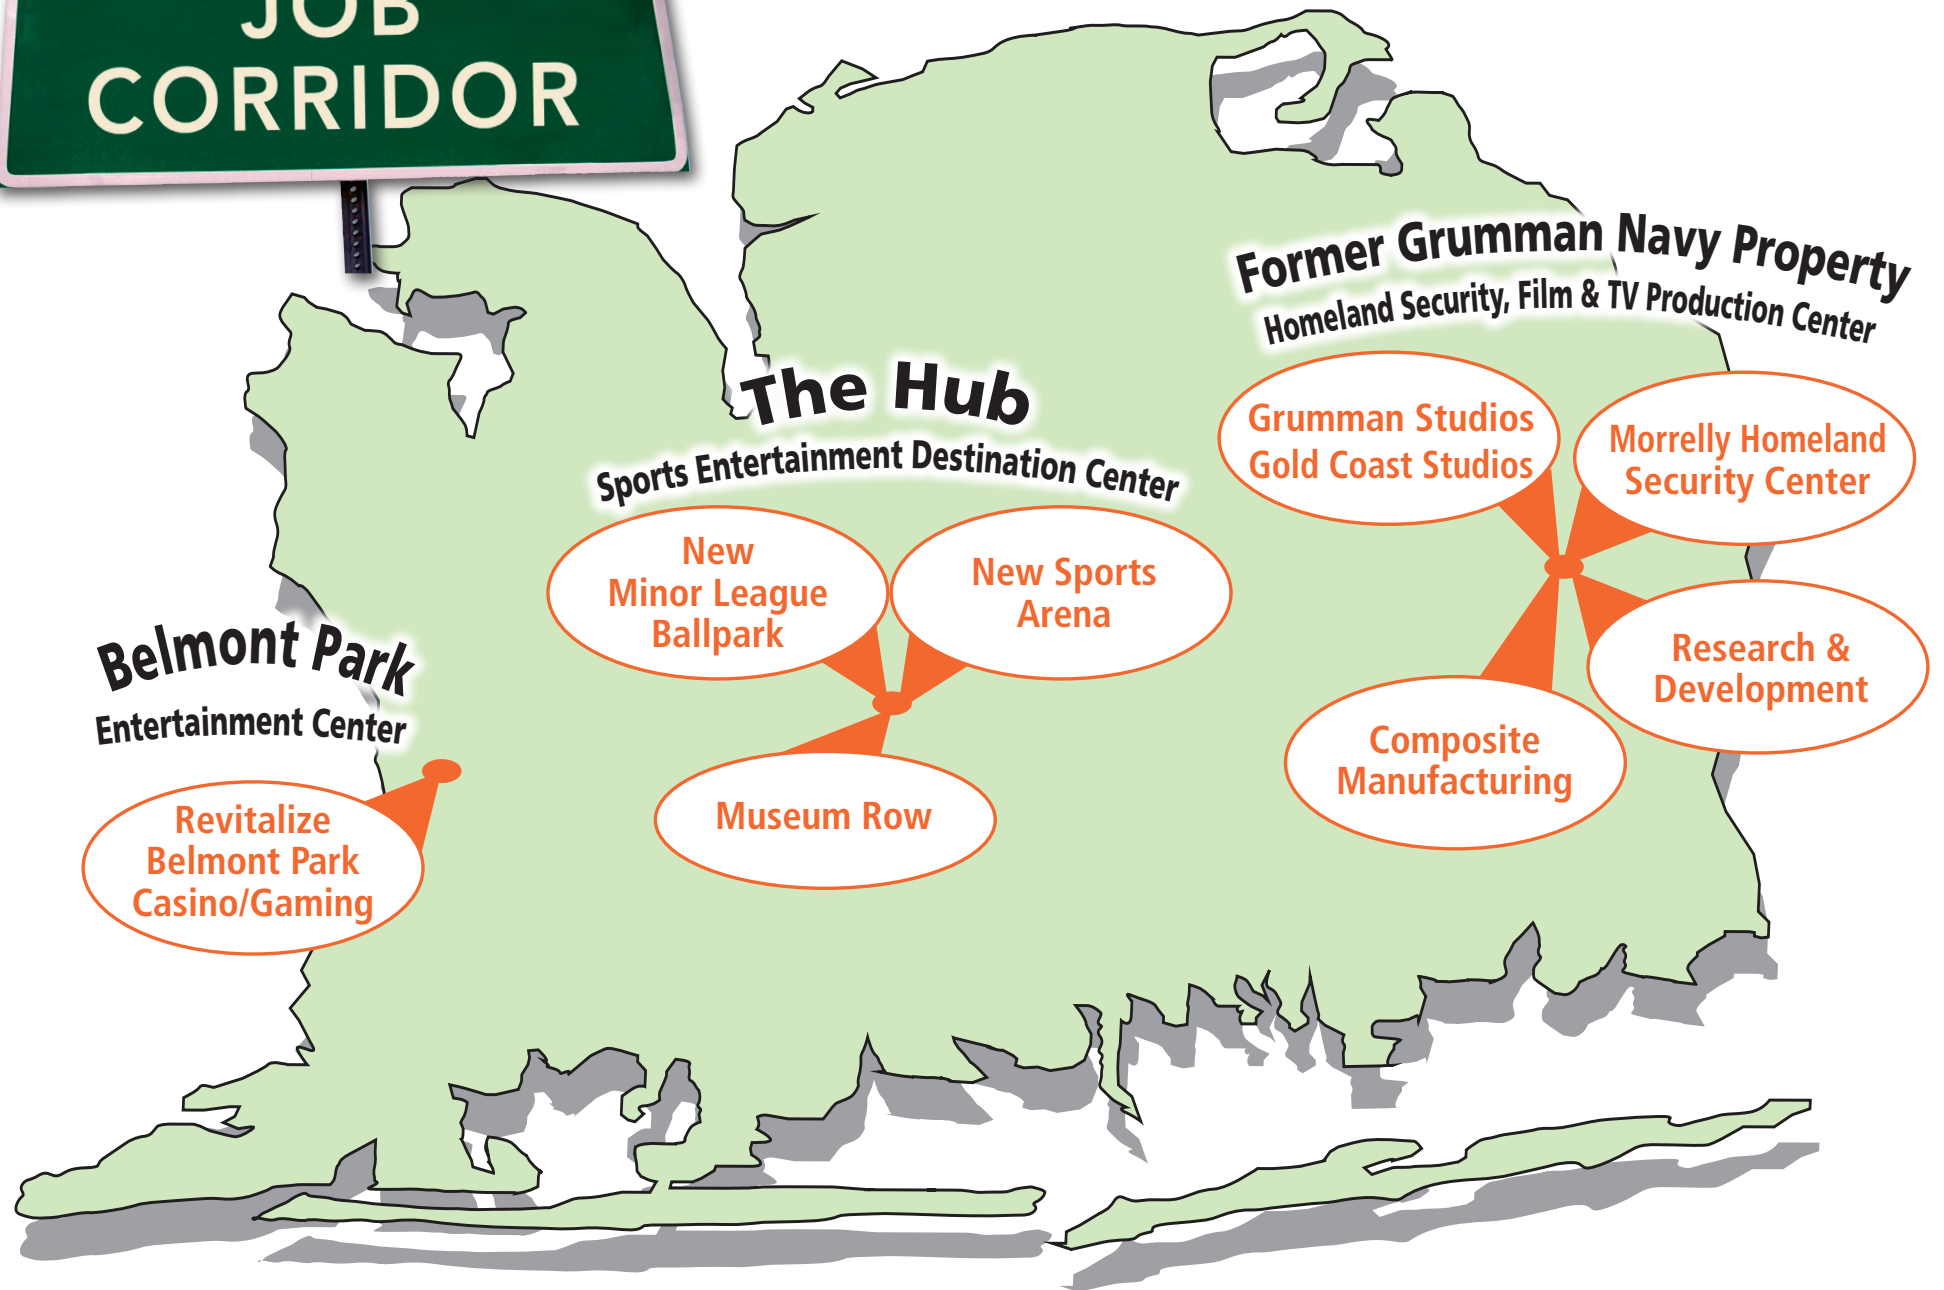 JOB
CORRIDOR
Former Grumman Navy Property
Homeland Security, Film & TV Production Center
Grumman Studios
Gold Coast Studios
Morrelly Homeland
Security Center
Research &
Development
Composite
Manufacturing
The Hub
Sports Entertainment Destination Center
New
Minor League
Ballpark
New Sports
Arena
Museum Row
Belmont Park
Entertainment Center
Revitalize
Belmont Park
Casino/Gaming